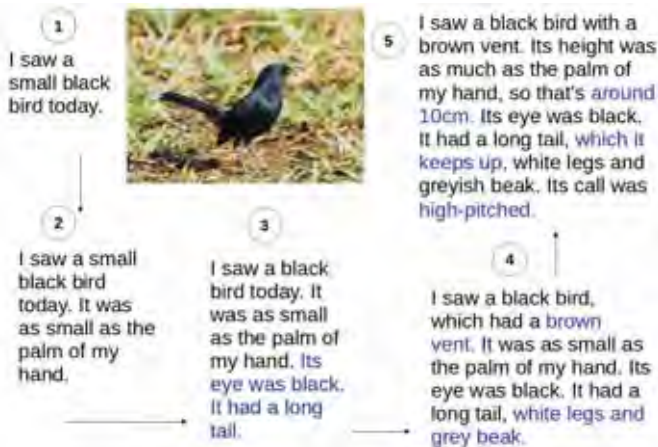 1
I saw a
small black
bird today.
2
I saw a small
black bird
today. It was
as small as the
palm of my
hand.
3
I saw a black
bird today. It
was as small
as the palm of
my hand. Its
eye was black.
It had a long
tail.
4
I saw a black bird,
which had a brown
vent. It was as small as
the palm of my hand. Its
eye was black. It had a
long tail, white legs and
grey beak.
5
I saw a black bird with a
brown vent. Its height was
as much as the palm of
my hand, so that's around
10cm. Its eye was black.
It had a long tail, which it
keeps up, white legs and
greyish beak. Its call was
high-pitched.